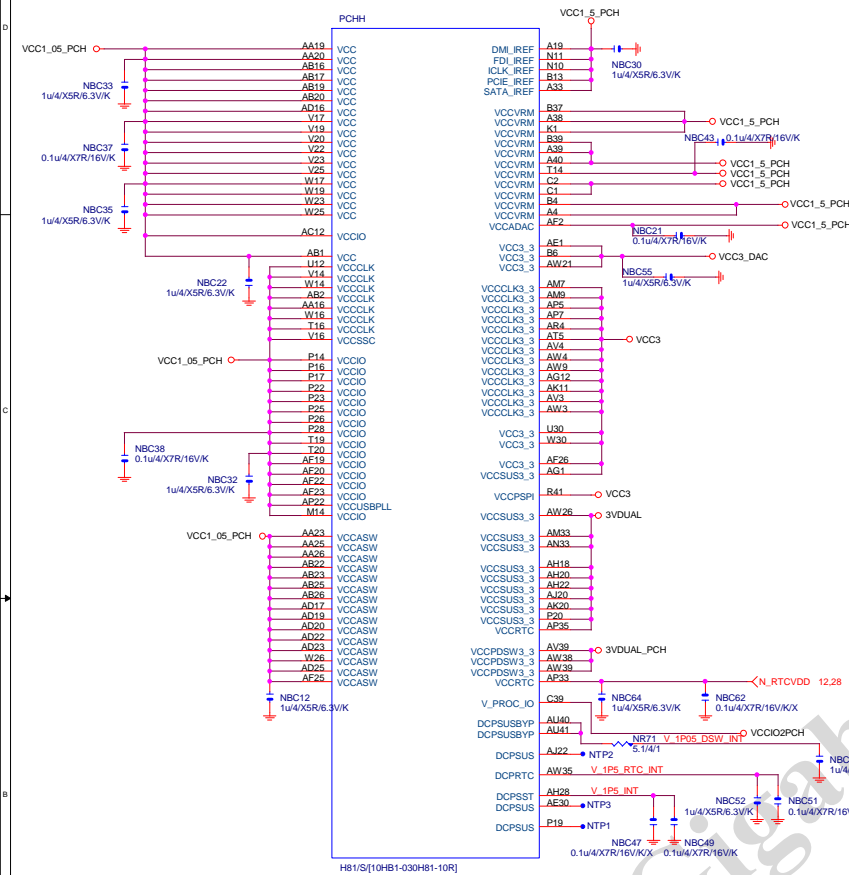 PCHH
VCC1_5_PCH
D
VCC1_05_PCH
AA19 VCC
AA20 VCC
AB16 VCC
AB17 VCC
AB19 VCC
AB20 VCC
AD16 VCC
V17 VCC
V19 VCC
V20 VCC
V22 VCC
V23 VCC
V25 VCC
W17 VCC
W19 VCC
W23 VCC
W25 VCC
AC12 VCCIO
AB1 VCC
U12 VCCCLK
V14 VCCCLK
W14 VCCCLK
AB2 VCCCLK
AA16 VCCCLK
W16 VCCCLK
T16 VCCCLK
V16 VCCSSC
P14 VCCIO
P16 VCCIO
P17 VCCIO
P22 VCCIO
P23 VCCIO
P25 VCCIO
P26 VCCIO
P28 VCCIO
T19 VCCIO
T20 VCCIO
AF19 VCCIO
AF20 VCCIO
AF22 VCCIO
AF23 VCCIO
AP22 VCCUSBPLL
M14 VCCIO
AA23 VCCASW
AA25 VCCASW
AA26 VCCASW
AB22 VCCASW
AB23 VCCASW
AB25 VCCASW
AB26 VCCASW
AD17 VCCASW
AD19 VCCASW
AD20 VCCASW
AD22 VCCASW
AD23 VCCASW
W26 VCCASW
AD25 VCCASW
AF25 VCCASW
NBC33
1u/4/X5R/6.3V/K
NBC37
0.1u/4/X7R/16V/K
NBC35
1u/4/X5R/6.3V/K
NBC22
1u/4/X5R/6.3V/K
C
VCC1_05_PCH
NBC38
0.1u/4/X7R/16V/K
NBC32
1u/4/X5R/6.3V/K
VCC1_05_PCH
NBC12
1u/4/X5R/6.3V/K
B
DMI_IREF A19
FDI_IREF N11
ICLK_IREF N10
PCIE_IREF B13
SATA_IREF A33
NBC30
1u/4/X5R/6.3V/K
VCCVRM B37
VCCVRM A38
VCCVRM K1
VCCVRM B39
VCCVRM A39
VCCVRM A40
VCCVRM T14
VCCVRM C2
VCCVRM C1
VCCVRM B4
VCCVRM A4
VCCADAC AF2
VCC1_5_PCH
NBC43 0.1u/4/X7R/16V/K
VCC1_5_PCH
VCC1_5_PCH
VCC1_5_PCH
VCC1_5_PCH
VCC1_5_PCH
NBC21
0.1u/4/X7R/16V/K
VCC3_3 AE1
VCC3_3 B6
VCC3_3 AW21
VCC3_DAC
NBC55
1u/4/X5R/6.3V/K
VCCCLK3_3 AM7
VCCCLK3_3 AM9
VCCCLK3_3 AP5
VCCCLK3_3 AP7
VCCCLK3_3 AR4
VCCCLK3_3 AT5
VCCCLK3_3 AV4
VCCCLK3_3 AW4
VCCCLK3_3 AW9
VCCCLK3_3 AG12
VCCCLK3_3 AK11
VCCCLK3_3 AV3
VCCCLK3_3 AW3
VCC3
VCC3_3 U30
VCC3_3 W30
VCC3_3 AF26
VCCSUS3_3 AG1
VCCPSPI R41 VCC3
VCCSUS3_3 AW26 3VDUAL
VCCSUS3_3 AM33
VCCSUS3_3 AN33
VCCSUS3_3 AH18
VCCSUS3_3 AH20
VCCSUS3_3 AH22
VCCSUS3_3 AJ20
VCCSUS3_3 AK20
VCCSUS3_3 P20
VCCRTC AP35
VCCPDSW3_3 AV39 3VDUAL_PCH
VCCPDSW3_3 AW38
VCCPDSW3_3 AW39
VCCRTC AP33
N_RTCVDD 12,28
NBC64
1u/4/X5R/6.3V/K
NBC62
0.1u/4/X7R/16V/K/X
V_PROC_IO C39
VCCIO2PCH
DCPSUSBYP AU40
DCPSUSBYP AU41
NR71 V_1P05_DSW_INT
5.1/4/1
DCPSUS AJ22 NTP2
DCPRTC AW35 V_1P5_RTC_INT
NBC52
1u/4/X5R/6.3V/K
NBC51
DCPSST AH28 V_1P5_INT
DCPSUS AE30 NTP3
DCPSUS P19 NTP1
NBC47
0.1u/4/X7R/16V/K/X
NBC49
0.1u/4/X7R/16V/K
H81/S/[10HB1-030H81-10R]